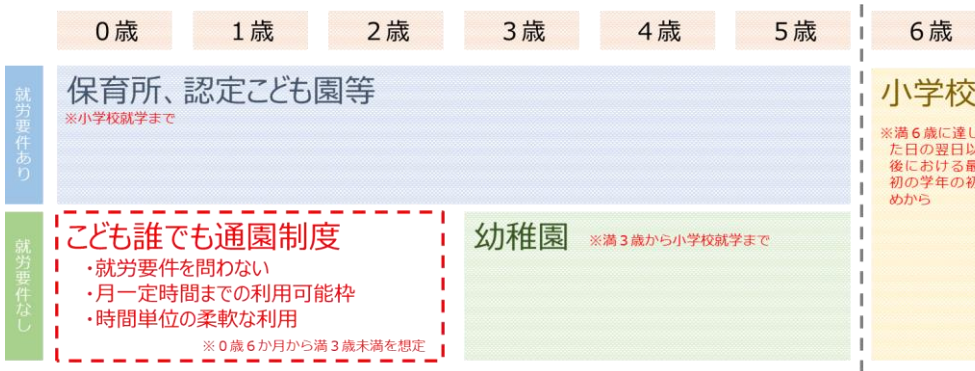 0歳
1歳
2歳
3歳
4歳
5歳
6歳
就労要件あり
保育所、認定こども園等
※小学校就学まで
小学校
※満6歳に達し
た日の翌日以
後における最
初の学年の初
めから
就労要件なし
こども誰でも通園制度
・就労要件を問わない
・月一定時間までの利用可能枠
・時間単位の柔軟な利用
※0歳6か月から満3歳未満を想定
幼稚園 ※満3歳から小学校就学まで